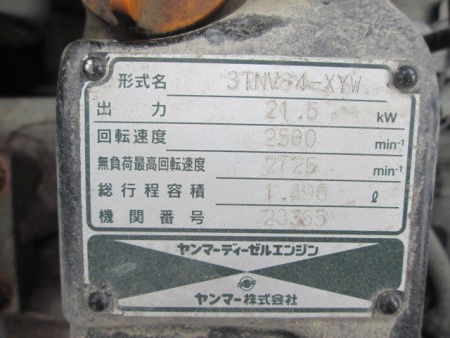 形式名 3TNV84-XYW
出力 21.5 kW
回転速度 2500 min-1
無負荷最高回転速度 2725 min-1
総行程容積 1.496 ℓ
機関番号 23365
ヤンマーディーゼルエンジン
ヤンマー株式会社